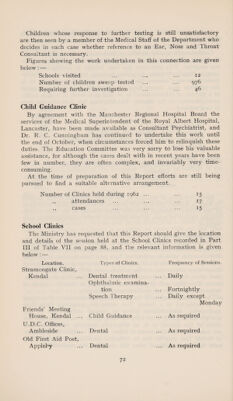 Children whose response to further testing is still unsatisfactory
are then seen by a member of the Medical Staff of the Department who
decides in each case whether reference to an Ear, Nose and Throat
Consultant is necessary.
Figures showing the work undertaken in this connection are given
below :—
Schools visited ... ... ... 12
Number of children sweep tested ... ... 976
Requiring further investigation ... ... 46
Child Guidance Clinic
By agreement with the Manchester Regional Hospital Board the
services of the Medical Superintendent of the Royal Albert Hospital,
Lancaster, have been made available as Consultant Psychiatrist, and
Dr. R. C. Cunningham has continued to undertake this work until
the end of October, when circumstances forced him to relinquish these
duties. The Education Committee was very sorry to lose his valuable
assistance, for although the cases dealt with in recent years have been
few in number, they are often complex, and invariably very time-
consuming.
At the time of preparation of this Report efforts are still being
pursued to find a suitable alternative arrangement.
Number of Clinics held during 1962 ... ... 15
,, attendances ... ... ... 17
,, cases ... ... ... 15
School Clinics
The Ministry has requested that this Report should give the location
and details of the session held at the School Clinics recorded in Part
III of Table VII on page 88, and the relevant information is given
below :—
Location. Types of Clinics. Frequency of Services.
Stramongate Clinic,
Kendal ... Dental treatment ... Daily
Ophthalmic examina-
tion ... Fortnightly
Speech Therapy ... Daily except
Monday
Friends' Meeting
House, Kendal ... Child Guidance ... As required
U.D.C. Offices,
Ambleside ... Dental ... As required
Old First Aid Post,
Appleby ... Dental ... As required
72